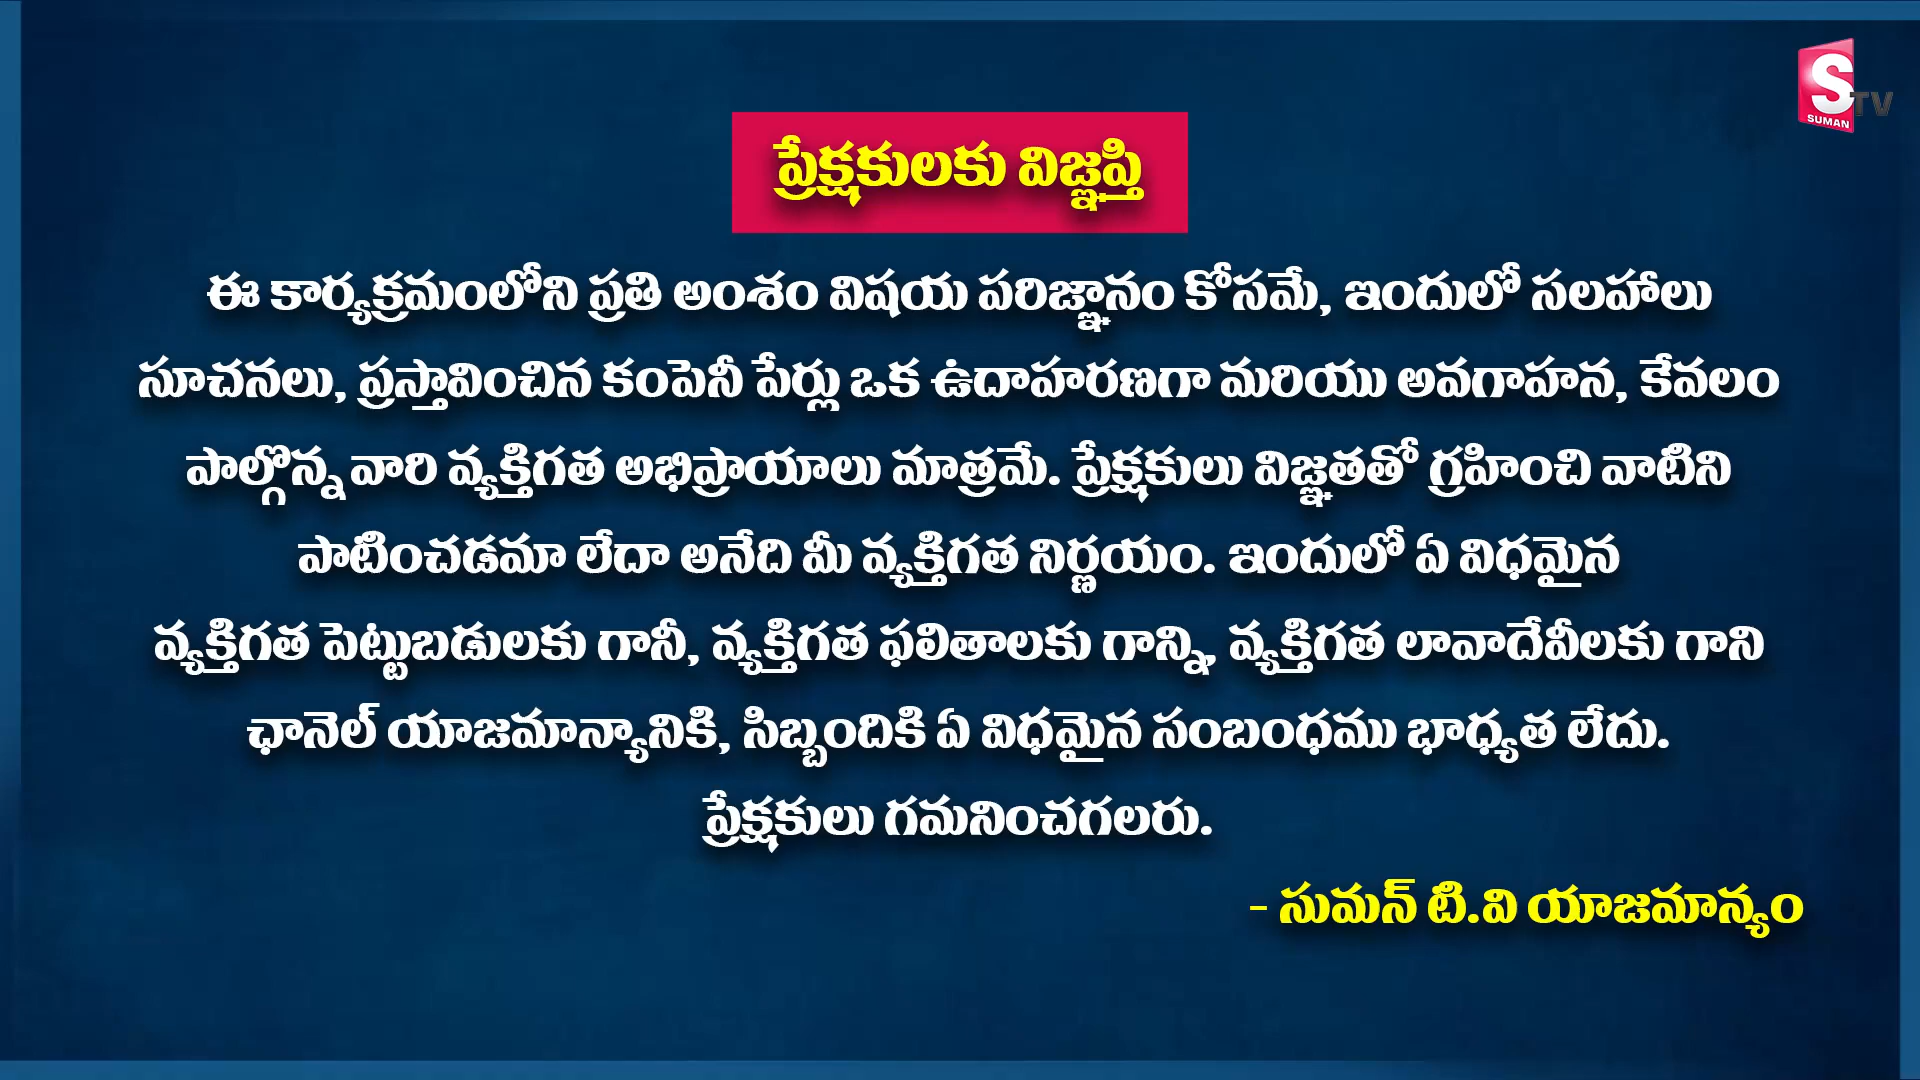 S TV
SUMAN
ప్రేక్షకులకు విజ్ఞప్తి
ఈ కార్యక్రమంలోని ప్రతి అంశం విషయ పరిజ్ఞానం కోసమే, ఇందులో సలహాలు
సూచనలు, ప్రస్తావించిన కంపెనీ పేర్లు ఒక ఉదాహరణగా మరియు అవగాహన, కేవలం
పాల్గొన్న వారి వ్యక్తిగత అభిప్రాయాలు మాత్రమే. ప్రేక్షకులు విజ్ఞతతో గ్రహించి వాటిని
పాటించడమా లేదా అనేది మీ వ్యక్తిగత నిర్ణయం. ఇందులో ఏ విధమైన
వ్యక్తిగత పెట్టుబడులకు గానీ, వ్యక్తిగత ఫలితాలకు గాన్ని, వ్యక్తిగత లావాదేవీలకు గాని
ఛానెల్ యాజమాన్యానికి, సిబ్బందికి ఏ విధమైన సంబంధము భాధ్యత లేదు.
ప్రేక్షకులు గమనించగలరు.
- సుమన్ టి.వి యాజమాన్యం